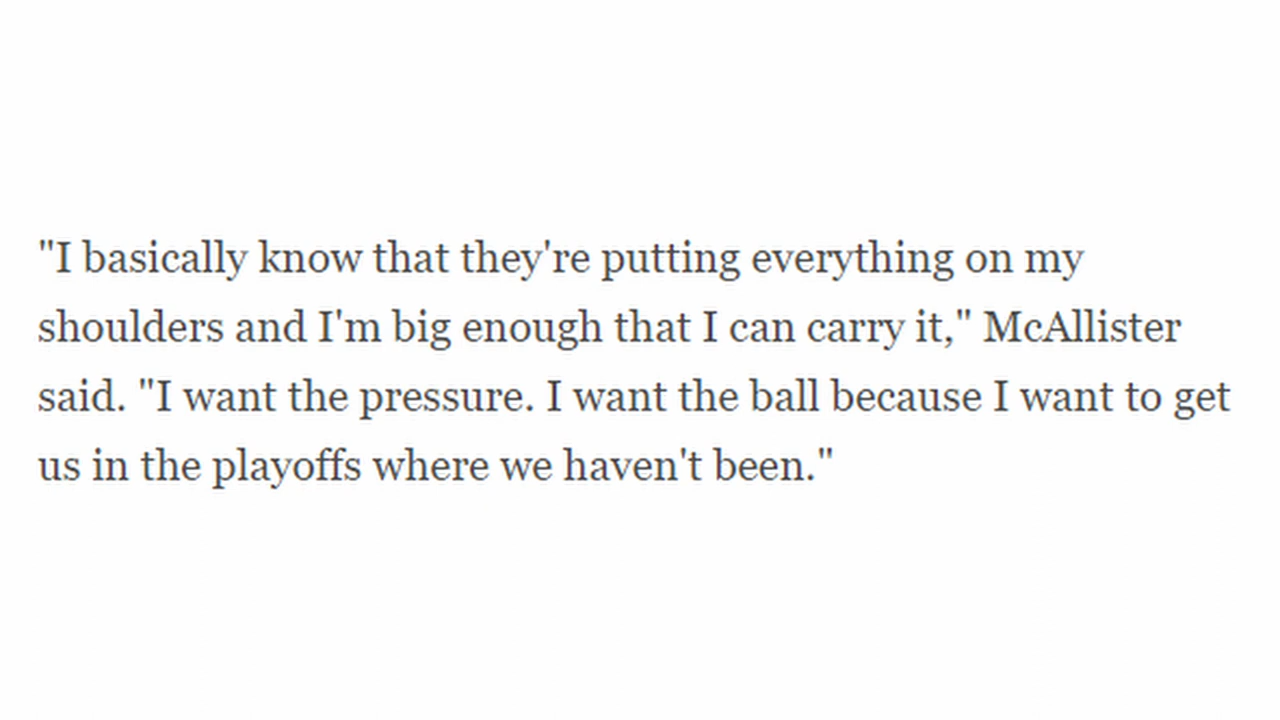 "I basically know that they're putting everything on my
shoulders and I'm big enough that I can carry it," McAllister
said. "I want the pressure. I want the ball because I want to get
us in the playoffs where we haven't been."